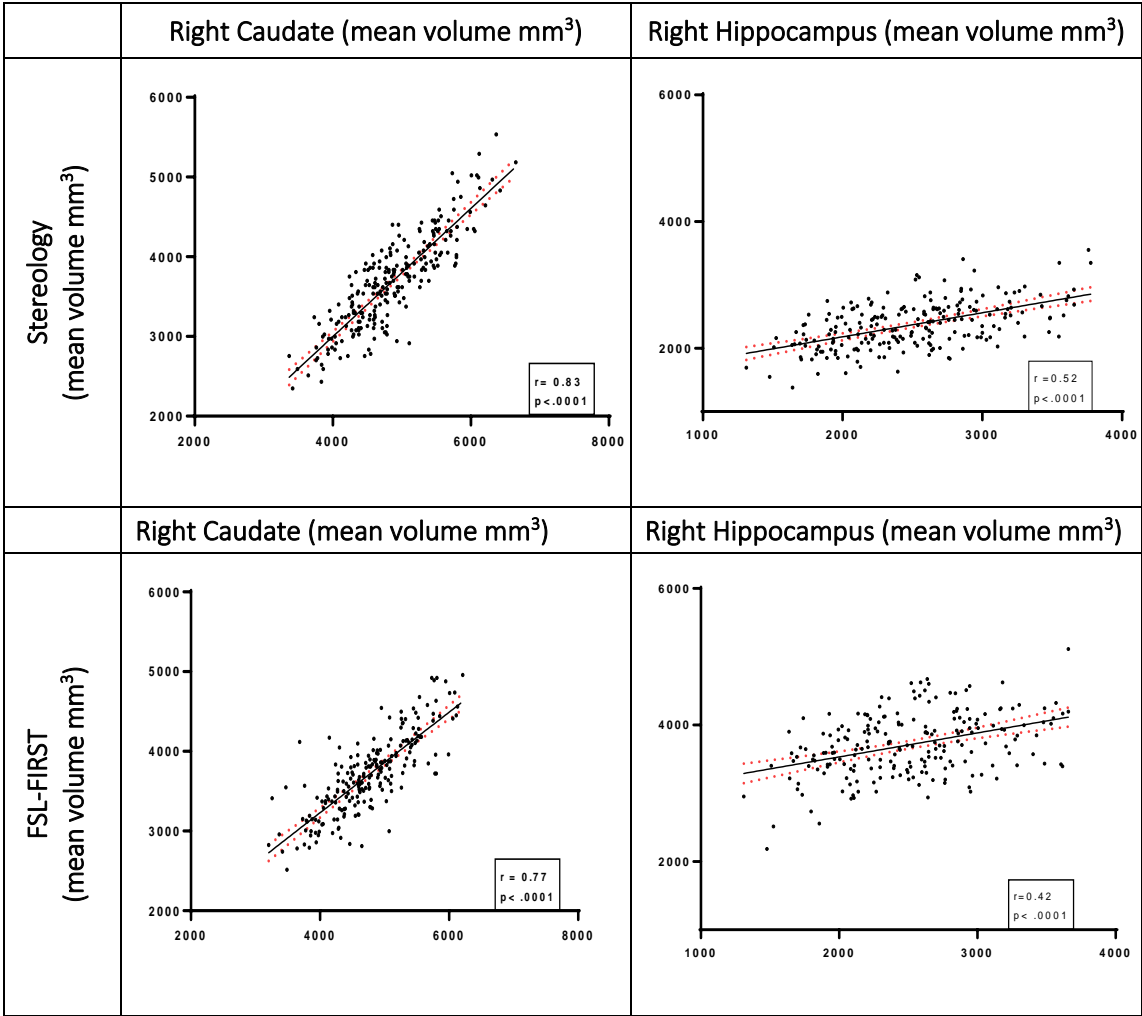 Right Caudate (mean volume mm³)
Right Hippocampus (mean volume mm³)
Stereology
(mean volume mm³)
6000
5000
4000
3000
2000
2000
4000
6000
8000
r= 0.83
p<.0001
6000
4000
2000
1000
2000
3000
4000
r=0.52
p<.0001
Right Caudate (mean volume mm³)
Right Hippocampus (mean volume mm³)
FSL-FIRST
(mean volume mm³)
6000
5000
4000
3000
2000
2000
4000
6000
8000
r = 0.77
p< .0001
6000
4000
2000
1000
2000
3000
4000
r=0.42
p< .0001